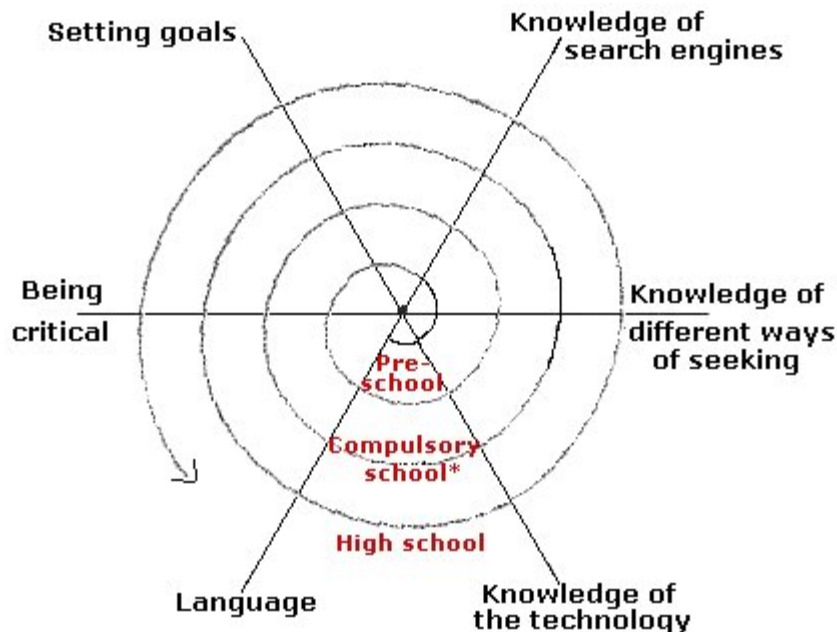 Setting goals
Knowledge of
search engines
Being
critical
Knowledge of
different ways
of seeking
Pre-
school
Compulsory
school*
High school
Language
Knowledge of
the technology